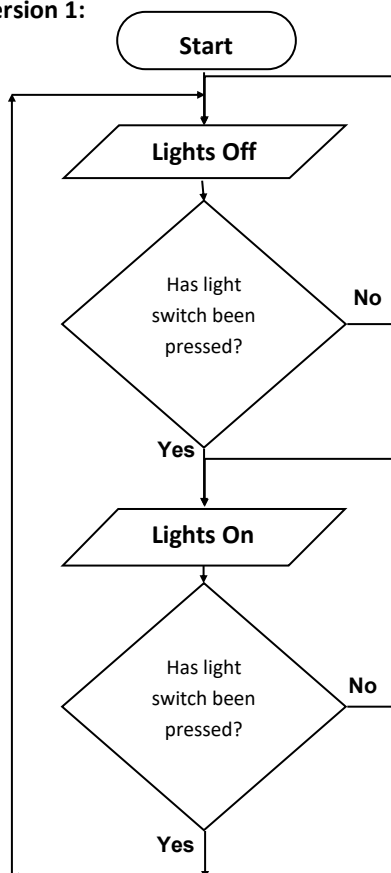 ersion 1:
Start
Lights Off
Has light
switch been
pressed?
No
Yes
Lights On
Has light
switch been
pressed?
No
Yes